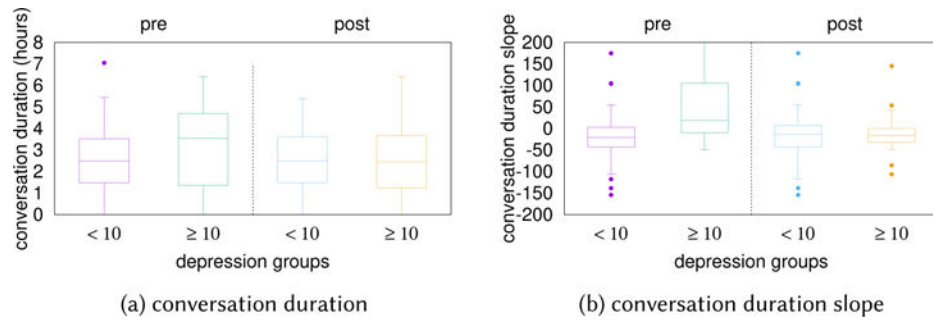 pre post
conversation duration (hours)
8
7
6
5
4
3
2
1
0
< 10 ≥ 10 < 10 ≥ 10
depression groups
(a) conversation duration
pre post
conversation duration slope
200
150
100
50
0
-50
-100
-150
-200
< 10 ≥ 10 < 10 ≥ 10
depression groups
(b) conversation duration slope